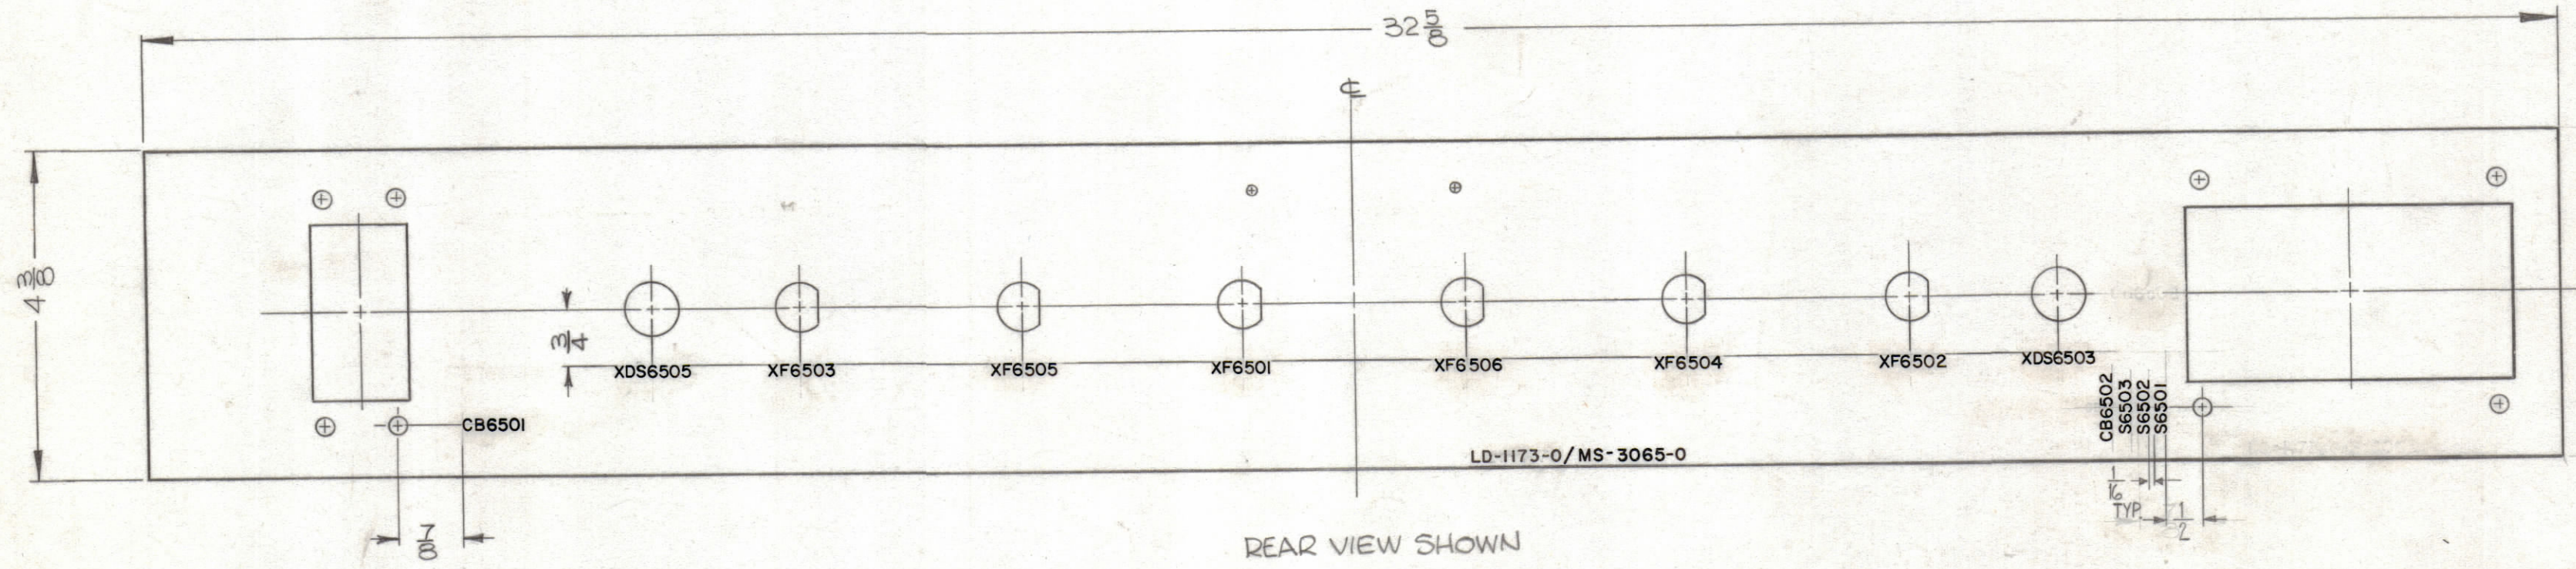 32 5/8
℄
4 3/8
3/4
XDS6505
XF6503
XF6505
XF6501
XF6506
XF6504
XF6502
XDS6503
CB6502
S6503
S6502
S6501
CB6501
LD-1173-0/MS-3065-0
1/16
TYP.
1/2
7/8
REAR VIEW SHOWN